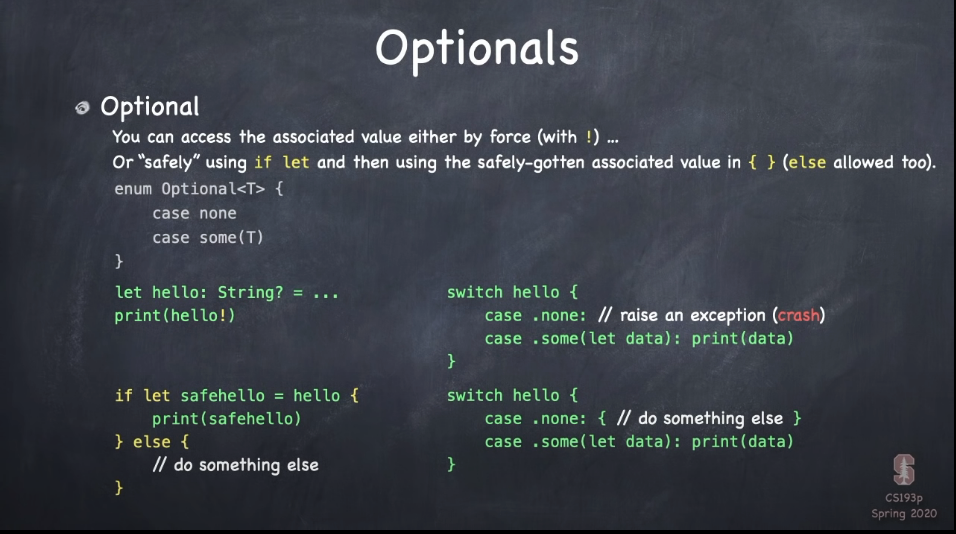 Optionals
Optional
You can access the associated value either by force (with !) ...
Or "safely" using if let and then using the safely-gotten associated value in { } (else allowed too).
enum Optional<T> {
    case none
    case some(T)
}
let hello: String? = ...
print(hello!)
switch hello {
    case .none: // raise an exception (crash)
    case .some(let data): print(data)
}
if let safehello = hello {
    print(safehello)
} else {
    // do something else
}
switch hello {
    case .none: { // do something else }
    case .some(let data): print(data)
}
S
CS193p
Spring 2020